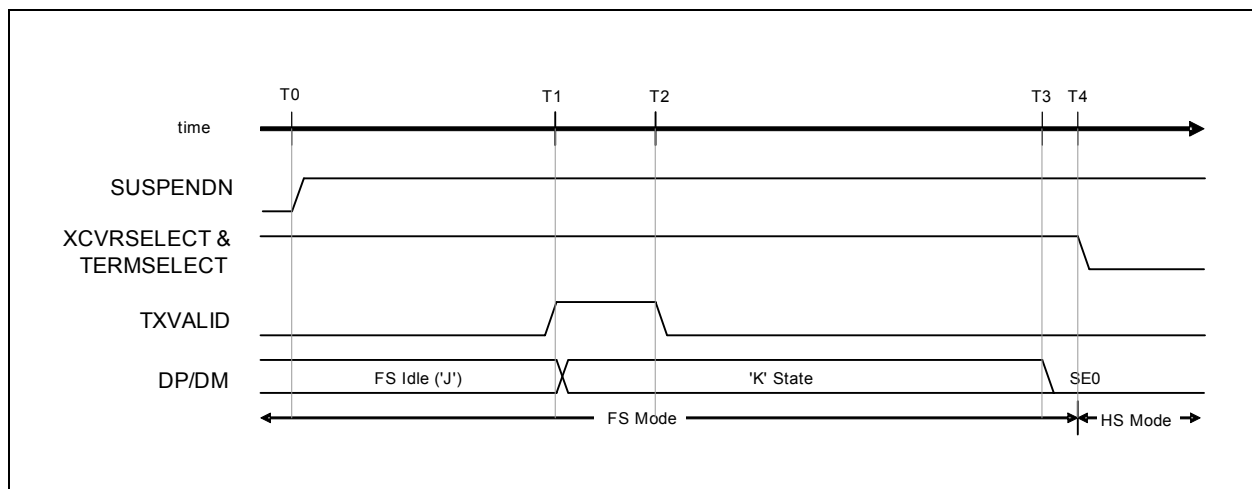 T0 T1 T2 T3 T4
time
SUSPENDN
XCVRSELECT &
TERMSELECT
TXVALID
DP/DM FS Idle ('J') 'K' State SE0
FS Mode HS Mode